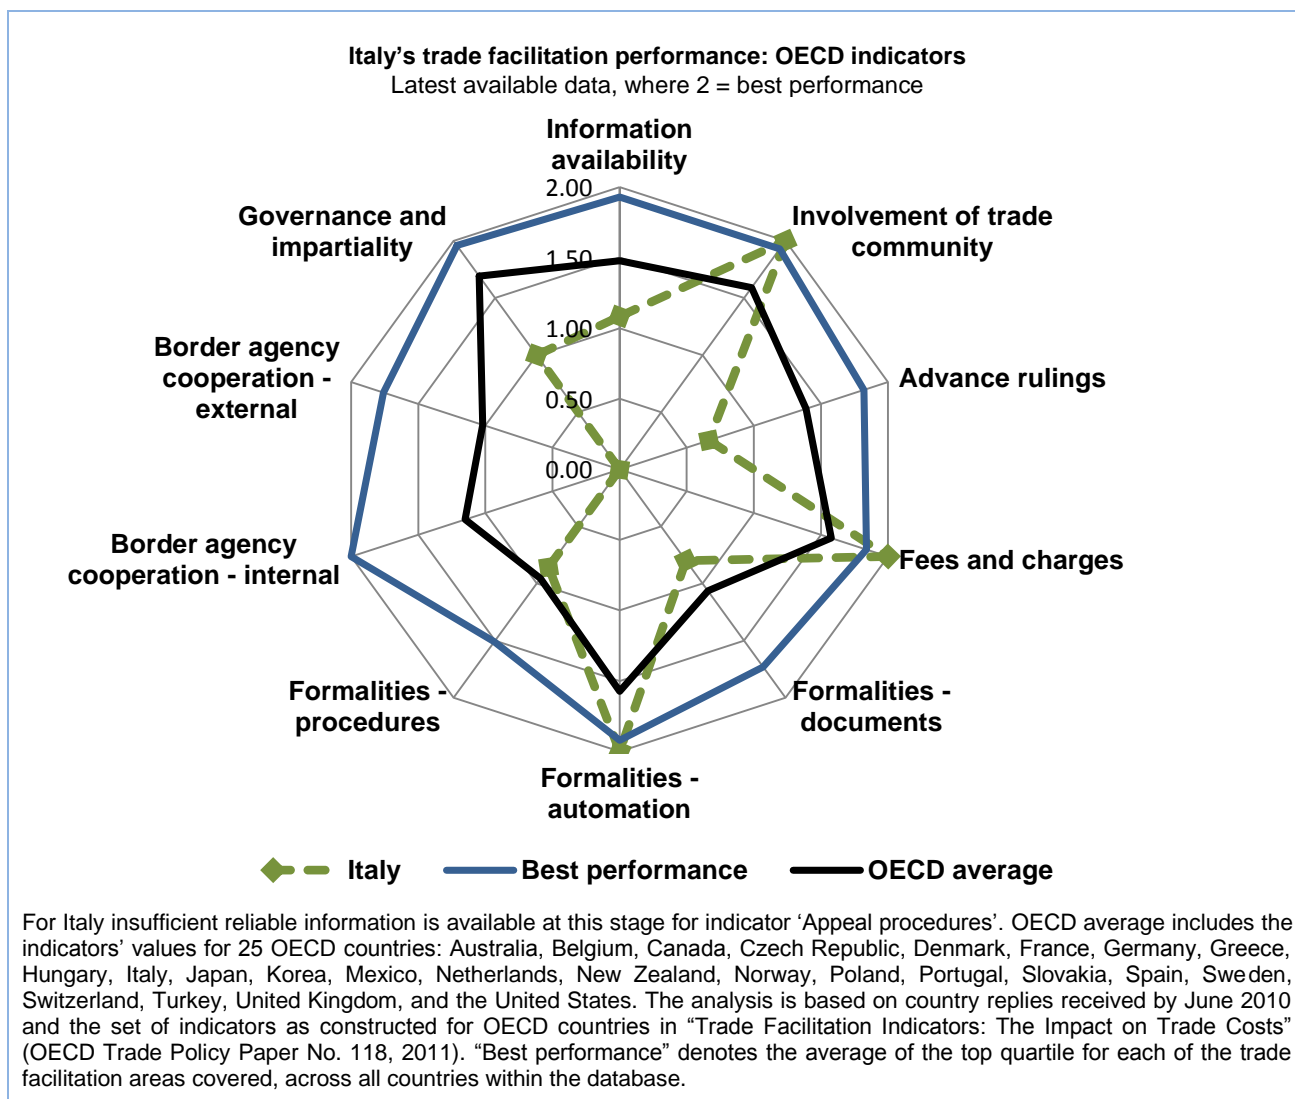 Italy’s trade facilitation performance: OECD indicators
Latest available data, where 2 = best performance
Information
availability
2.00
Governance and
impartiality
Involvement of trade
community
1.50
Border agency
cooperation -
external
1.00
Advance rulings
0.50
0.00
Border agency
cooperation - internal
Fees and charges
Formalities -
procedures
Formalities -
documents
Formalities -
automation
Italy
Best performance
OECD average
For Italy insufficient reliable information is available at this stage for indicator ‘Appeal procedures’. OECD average includes the
indicators’ values for 25 OECD countries: Australia, Belgium, Canada, Czech Republic, Denmark, France, Germany, Greece,
Hungary, Italy, Japan, Korea, Mexico, Netherlands, New Zealand, Norway, Poland, Portugal, Slovakia, Spain, Sweden,
Switzerland, Turkey, United Kingdom, and the United States. The analysis is based on country replies received by June 2010
and the set of indicators as constructed for OECD countries in “Trade Facilitation Indicators: The Impact on Trade Costs”
(OECD Trade Policy Paper No. 118, 2011). “Best performance” denotes the average of the top quartile for each of the trade
facilitation areas covered, across all countries within the database.